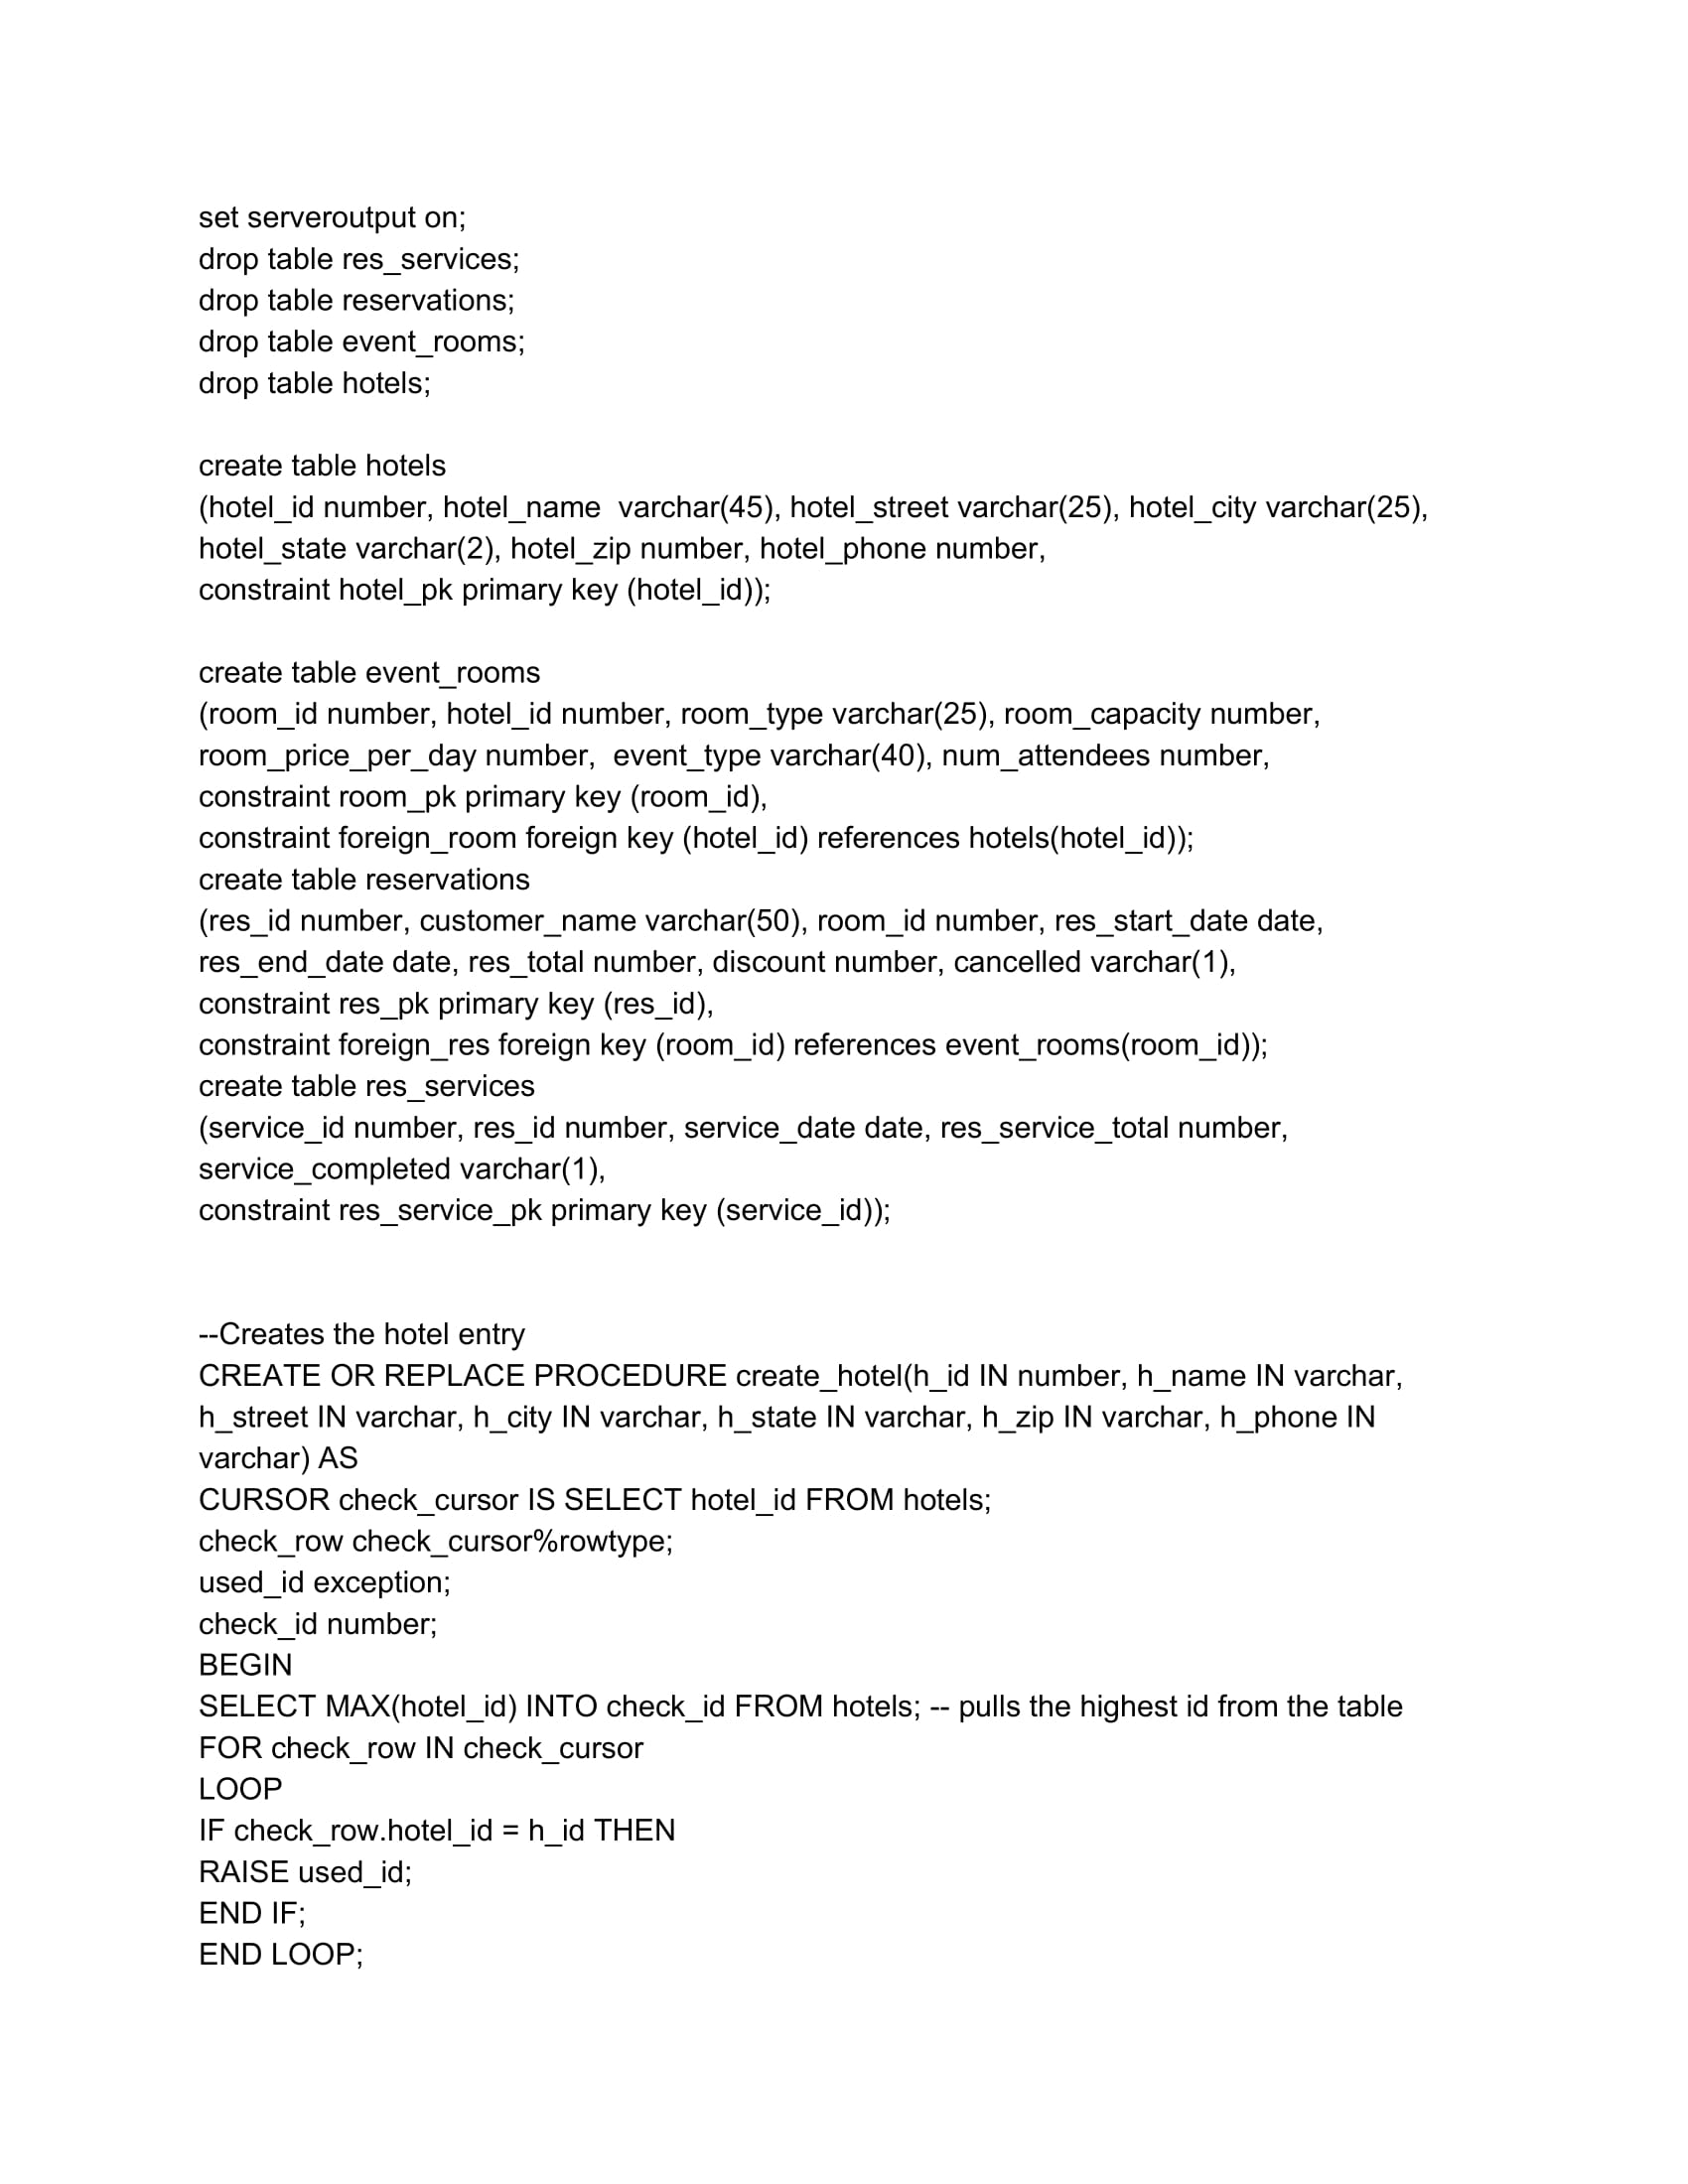 set serveroutput on;
drop table res_services;
drop table reservations;
drop table event_rooms;
drop table hotels;
create table hotels
(hotel_id number, hotel_name  varchar(45), hotel_street varchar(25), hotel_city varchar(25),
hotel_state varchar(2), hotel_zip number, hotel_phone number,
constraint hotel_pk primary key (hotel_id));
create table event_rooms
(room_id number, hotel_id number, room_type varchar(25), room_capacity number,
room_price_per_day number,  event_type varchar(40), num_attendees number,
constraint room_pk primary key (room_id),
constraint foreign_room foreign key (hotel_id) references hotels(hotel_id));
create table reservations
(res_id number, customer_name varchar(50), room_id number, res_start_date date,
res_end_date date, res_total number, discount number, cancelled varchar(1),
constraint res_pk primary key (res_id),
constraint foreign_res foreign key (room_id) references event_rooms(room_id));
create table res_services
(service_id number, res_id number, service_date date, res_service_total number,
service_completed varchar(1),
constraint res_service_pk primary key (service_id));
--Creates the hotel entry
CREATE OR REPLACE PROCEDURE create_hotel(h_id IN number, h_name IN varchar,
h_street IN varchar, h_city IN varchar, h_state IN varchar, h_zip IN varchar, h_phone IN
varchar) AS
CURSOR check_cursor IS SELECT hotel_id FROM hotels;
check_row check_cursor%rowtype;
used_id exception;
check_id number;
BEGIN
SELECT MAX(hotel_id) INTO check_id FROM hotels; -- pulls the highest id from the table
FOR check_row IN check_cursor
LOOP
IF check_row.hotel_id = h_id THEN
RAISE used_id;
END IF;
END LOOP;